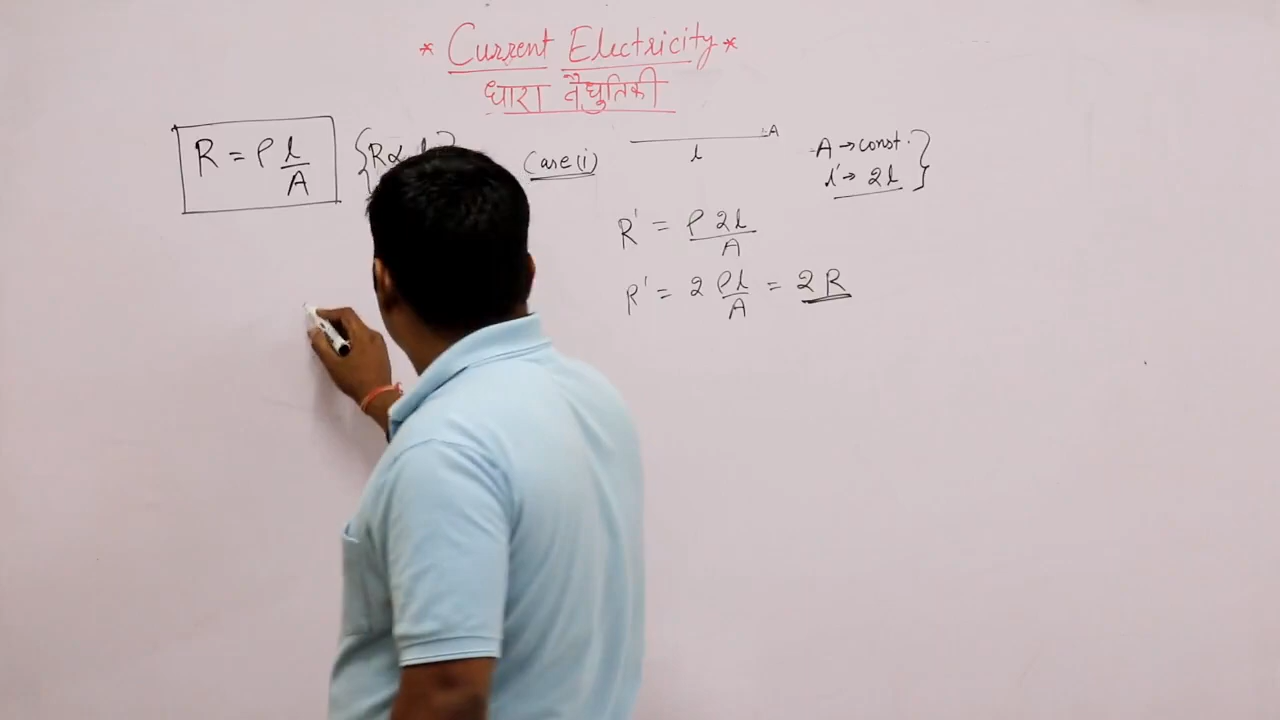 * Current Electricity *
धारा वैधुतिकी
R = ρ l/A
{R α l}
Case (i)
l
A
A → const.
l' → 2l }
R' = ρ 2l/A
R' = 2 ρl/A = 2R